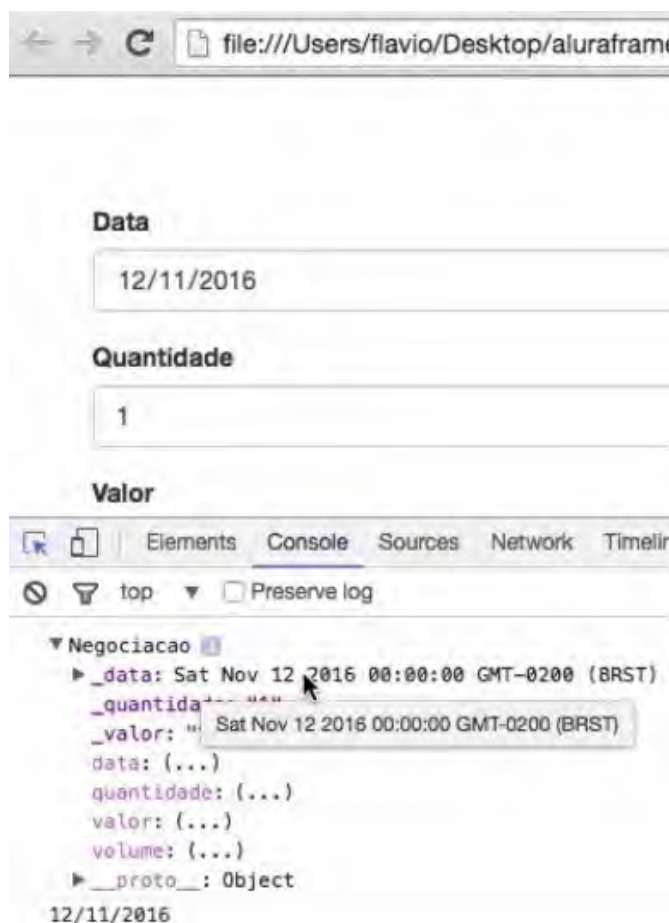 file:///Users/flavio/Desktop/aluraframe
Data
12/11/2016
Quantidade
1
Valor
Elements Console Sources Network Timelin
top Preserve log
Negociacao
_data: Sat Nov 12 2016 00:00:00 GMT-0200 (BRST)
_quantidade:
Sat Nov 12 2016 00:00:00 GMT-0200 (BRST)
_valor: "
data: (...)
quantidade: (...)
valor: (...)
volume: (...)
__proto__: Object
12/11/2016